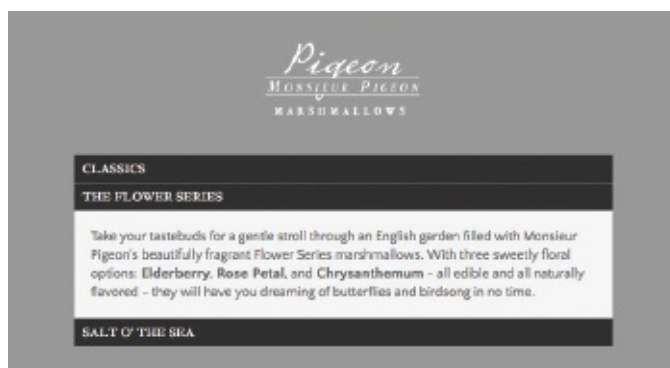 Pigeon
MONSIEUR PIGEON
MARSHMALLOWS
CLASSICS
THE FLOWER SERIES
Take your tastebuds for a gentle stroll through an English garden filled with Monsieur
Pigeon's beautifully fragrant Flower Series marshmallows. With three sweetly floral
options: Elderberry, Rose Petal, and Chrysanthemum - all edible and all naturally
flavored - they will have you dreaming of butterflies and birdsong in no time.
SALT O' THE SEA